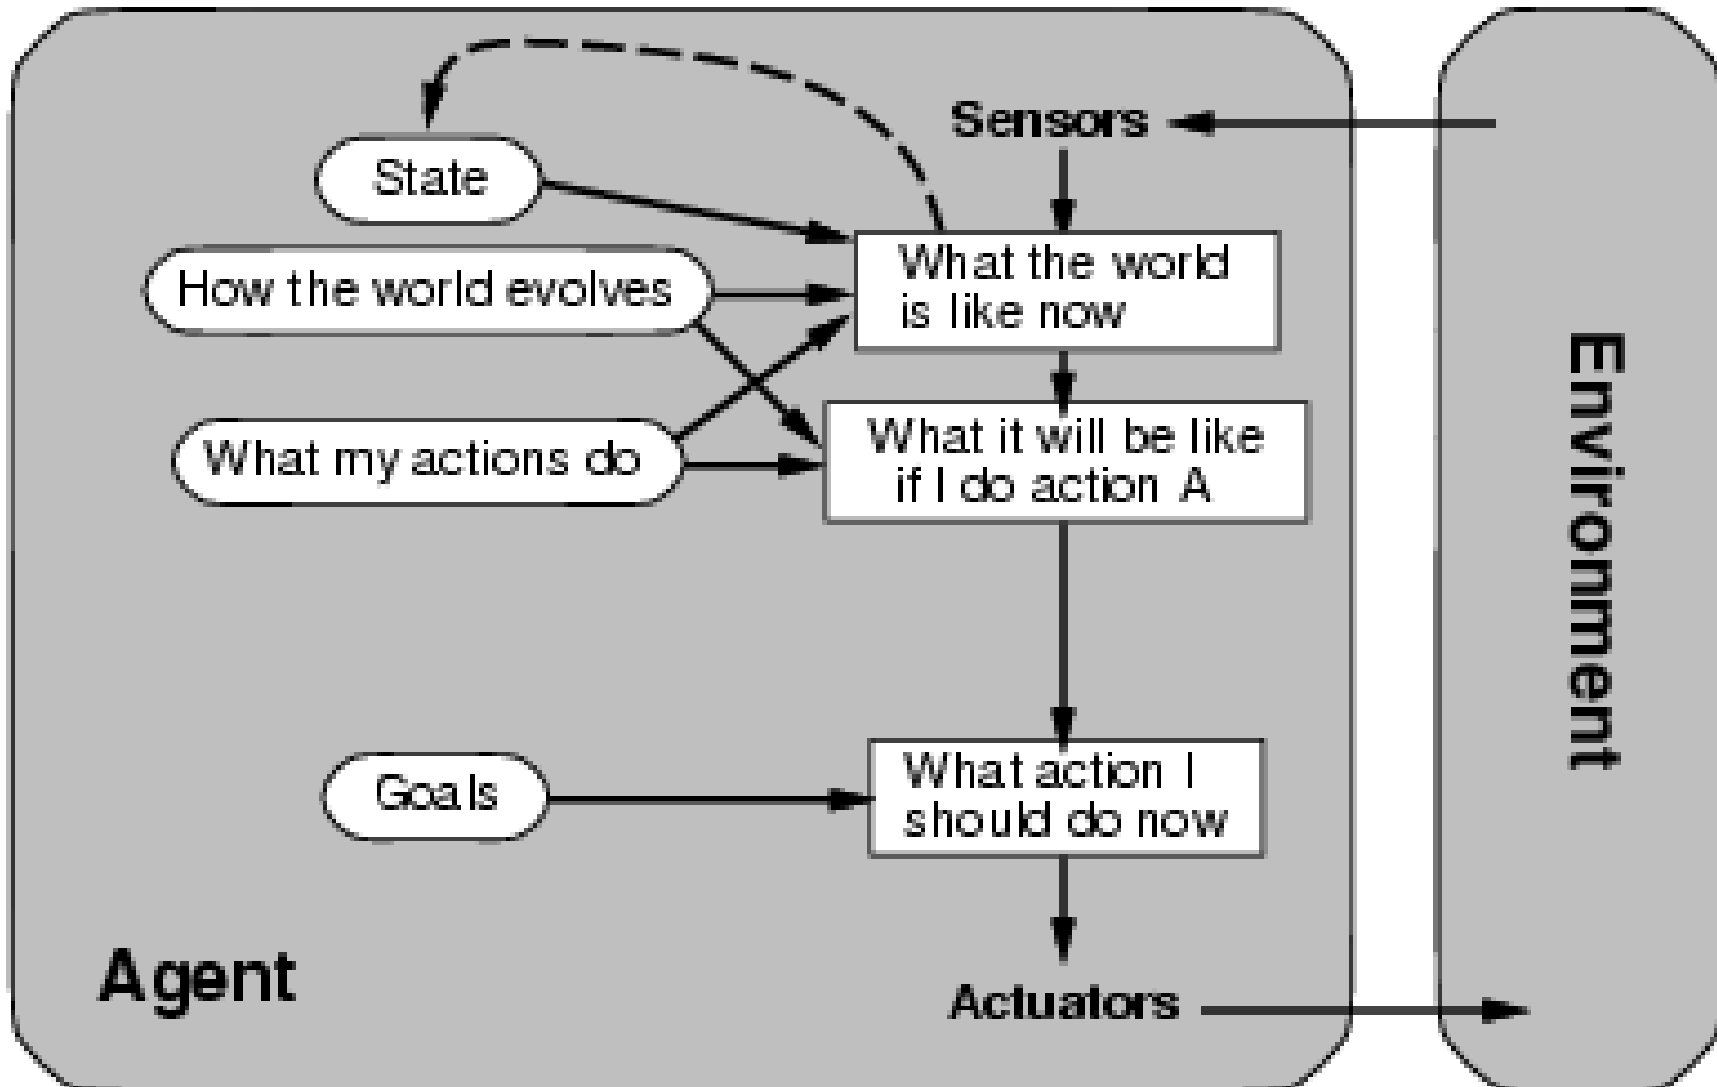 Sensors
State
What the world
is like now
How the world evolves
What it will be like
if I do action A
What my actions do
Environment
What action I
should do now
Goals
Agent
Actuators